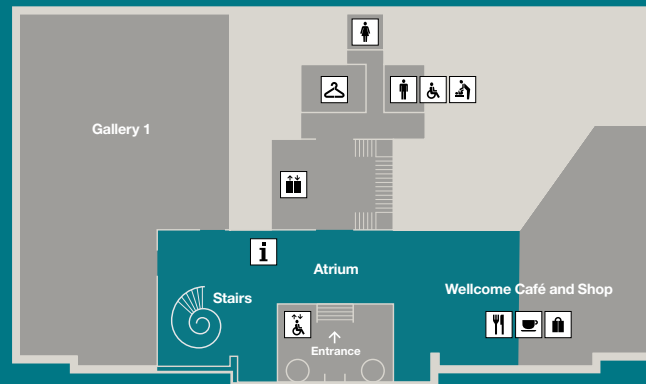 Gallery 1
i
Atrium
Stairs
Wellcome Café and Shop
Entrance